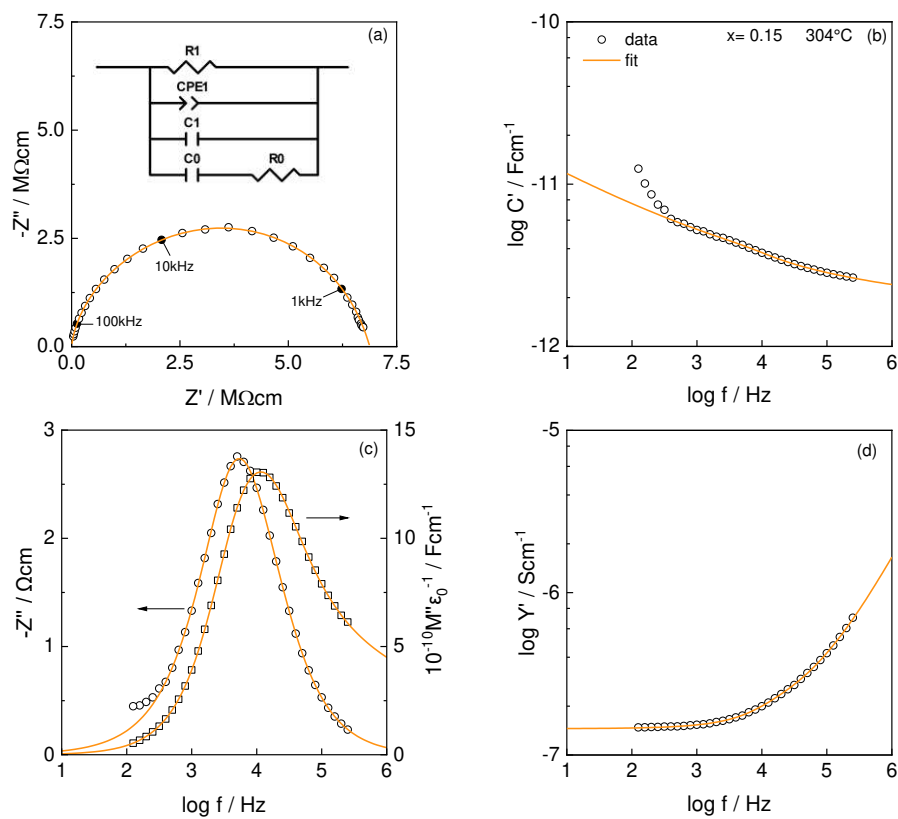 (a)
R1
CPE1
C1
C0
R0
10kHz
1kHz
100kHz
7.5
5.0
2.5
0.0
-Z'' / MΩcm
0.0
2.5
5.0
7.5
Z' / MΩcm
(b)
data
fit
x= 0.15 304°C
-10
-11
-12
log C' / Fcm-1
1 2 3 4 5 6
log f / Hz
(c)
3
2
1
0
-Z'' / Ωcm
15
10
5
0
10-10M''ε0-1 / Fcm-1
1 2 3 4 5 6
log f / Hz
(d)
-5
-6
-7
log Y' / Scm-1
1 2 3 4 5 6
log f / Hz